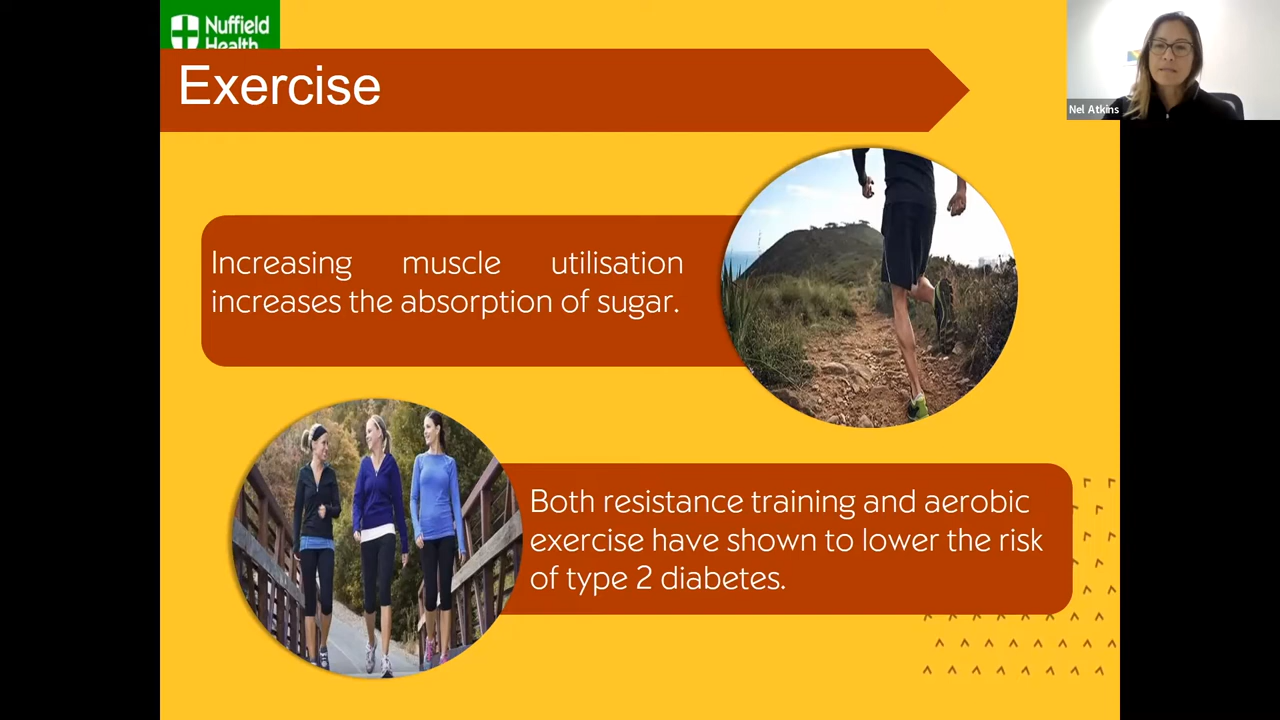 Nuffield
Health
Exercise
Nel Atkins
Increasing muscle utilisation
increases the absorption of sugar.
Both resistance training and aerobic
exercise have shown to lower the risk
of type 2 diabetes.